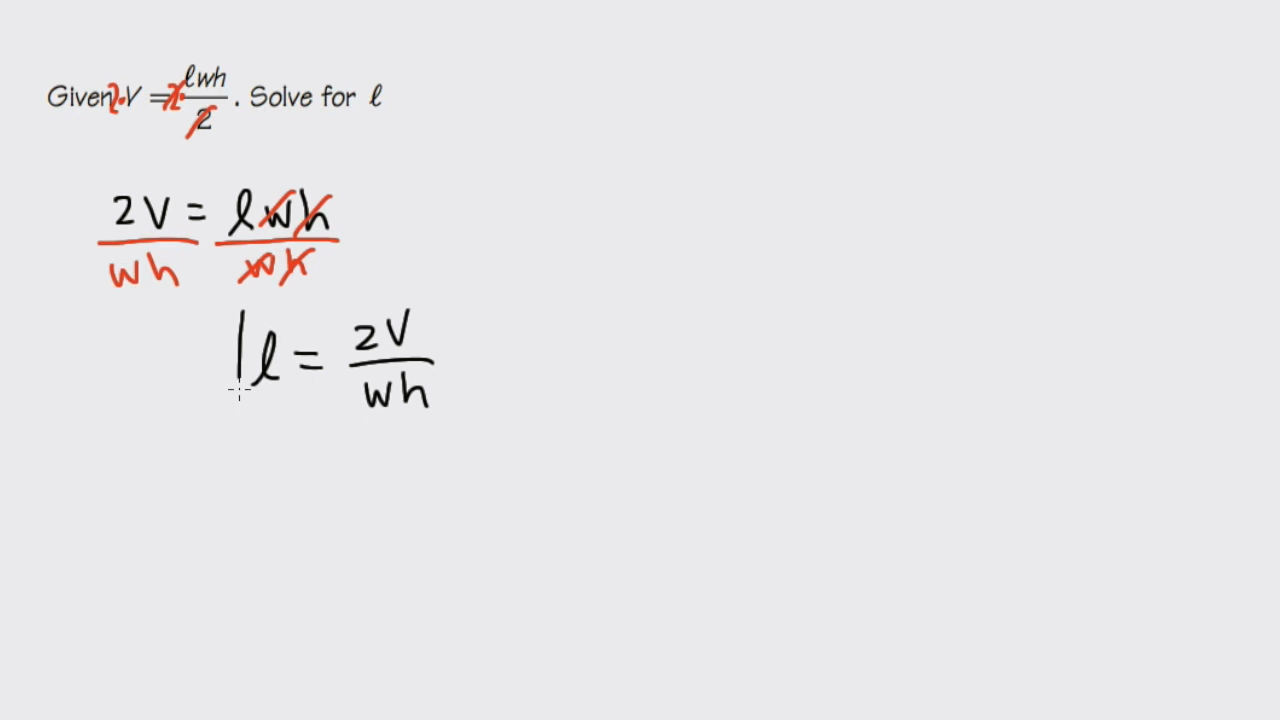 Given 2·V = 2· ℓwh/2 . Solve for ℓ
2V = ℓwh
wh wh
ℓ = 2V/wh